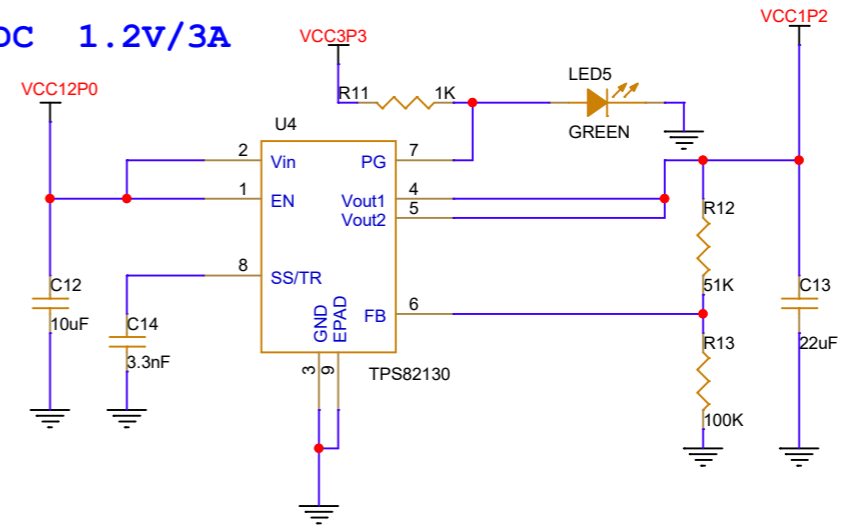 DC 1.2V/3A
VCC3P3
VCC1P2
VCC12P0
R11
1K
LED5
GREEN
U4
2
Vin
PG
7
1
EN
Vout1
4
Vout2
5
8
SS/TR
FB
6
GND
EPAD
3
9
TPS82130
C12
10uF
C14
3.3nF
R12
51K
R13
100K
C13
22uF